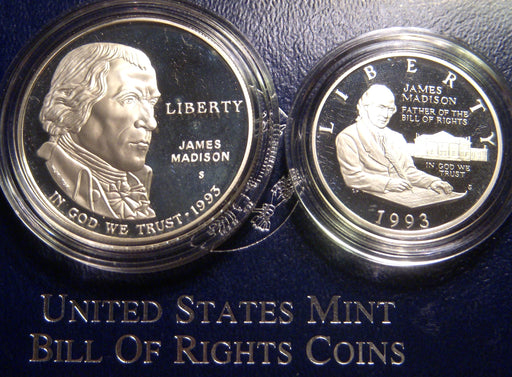 LIBERTY
JAMES
MADISON
S
IN GOD WE TRUST · 1993
LIBERTY
JAMES
MADISON
FATHER OF THE
BILL OF RIGHTS
IN GOD WE
TRUST
S
1993
UNITED STATES MINT
BILL OF RIGHTS COINS